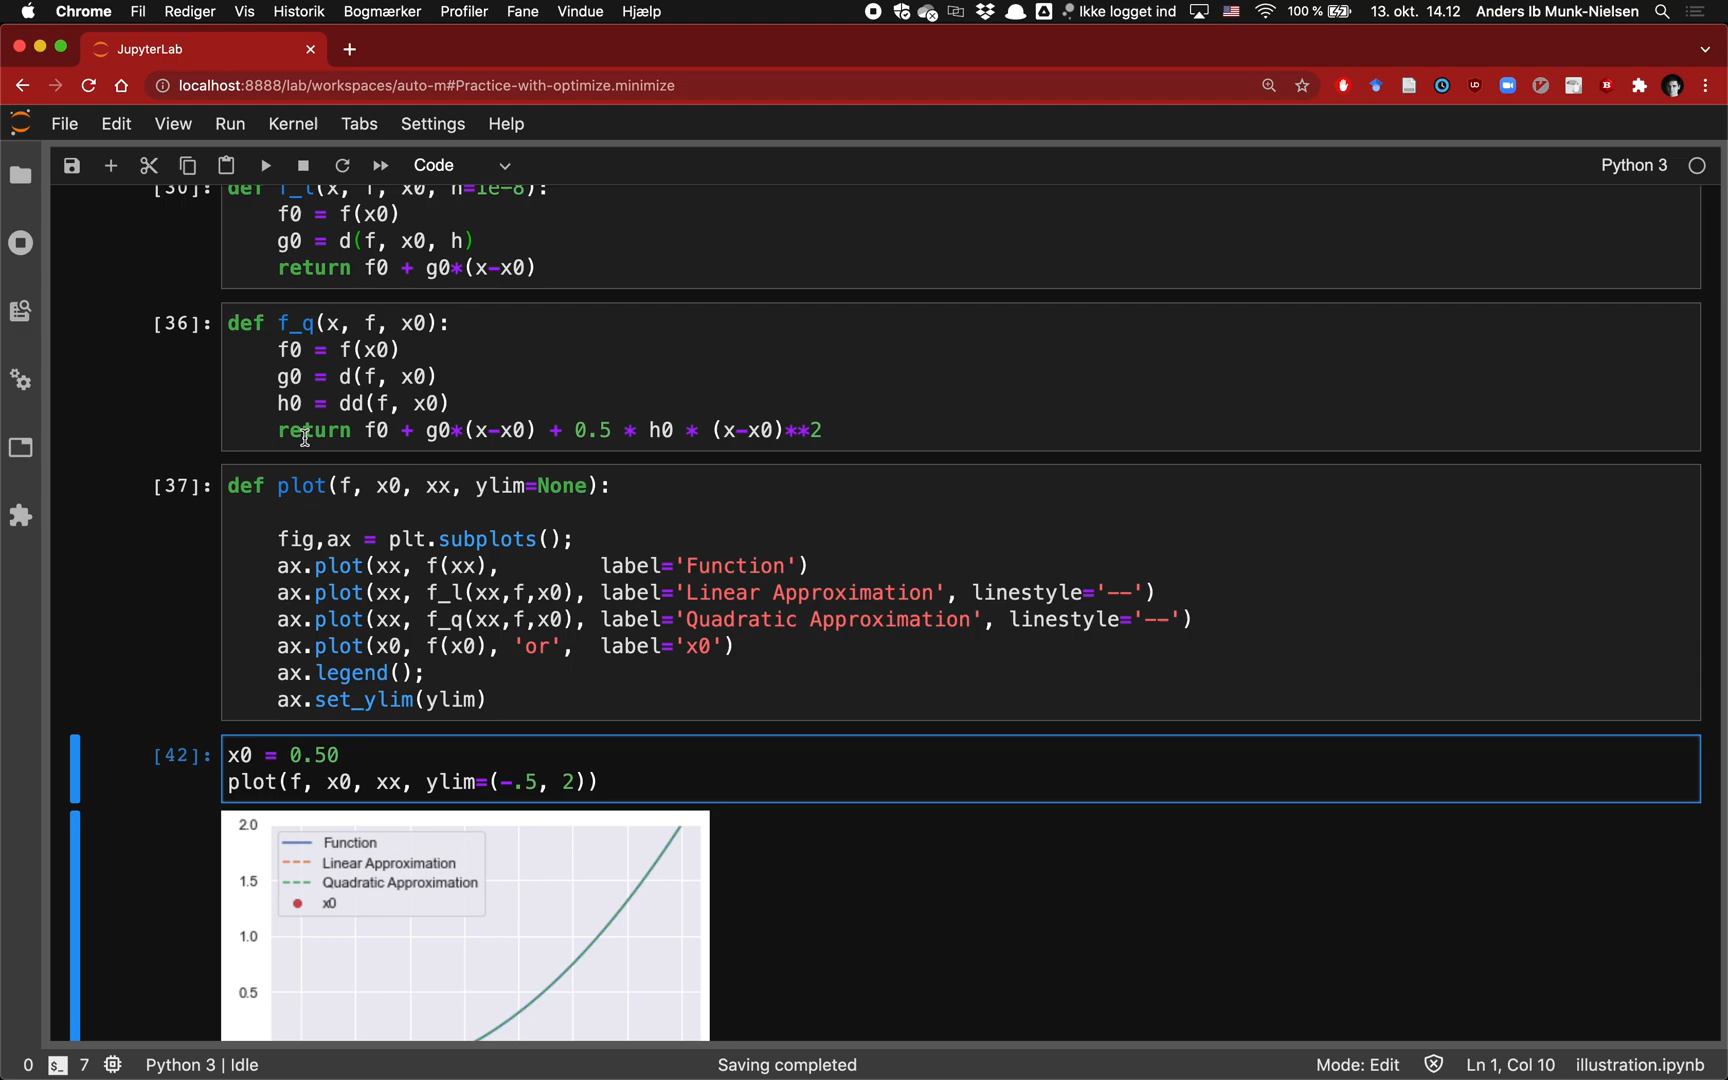 Chrome Fil Rediger Vis Historik Bogmærker Profiler Fane Vindue Hjælp Ikke logget ind 100 % 13. okt. 14.12 Anders Ib Munk-Nielsen
JupyterLab
localhost:8888/lab/workspaces/auto-m#Practice-with-optimize.minimize
File Edit View Run Kernel Tabs Settings Help
Code Python 3
[30]: def f_l(x, f, x0, h=1e-8):
f0 = f(x0)
g0 = d(f, x0, h)
return f0 + g0*(x-x0)
[36]: def f_q(x, f, x0):
f0 = f(x0)
g0 = d(f, x0)
h0 = dd(f, x0)
return f0 + g0*(x-x0) + 0.5 * h0 * (x-x0)**2
[37]: def plot(f, x0, xx, ylim=None):
fig,ax = plt.subplots();
ax.plot(xx, f(xx), label='Function')
ax.plot(xx, f_l(xx,f,x0), label='Linear Approximation', linestyle='--')
ax.plot(xx, f_q(xx,f,x0), label='Quadratic Approximation', linestyle='--')
ax.plot(x0, f(x0), 'or', label='x0')
ax.legend();
ax.set_ylim(ylim)
[42]: x0 = 0.50
plot(f, x0, xx, ylim=(-.5, 2))
2.0
Function
Linear Approximation
1.5
Quadratic Approximation
x0
1.0
0.5
0 $_ 7 Python 3 | Idle Saving completed Mode: Edit Ln 1, Col 10 illustration.ipynb